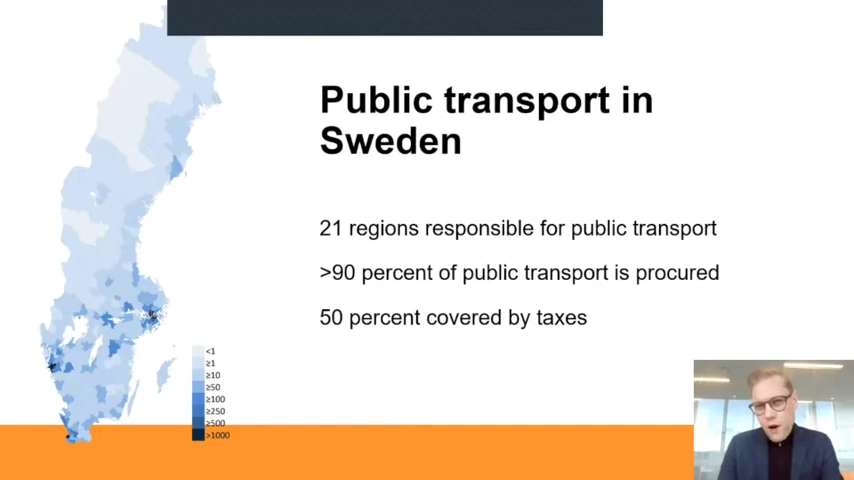 Public transport in
Sweden
21 regions responsible for public transport
>90 percent of public transport is procured
50 percent covered by taxes
<1
≥1
≥10
≥50
≥100
≥250
≥500
>1000